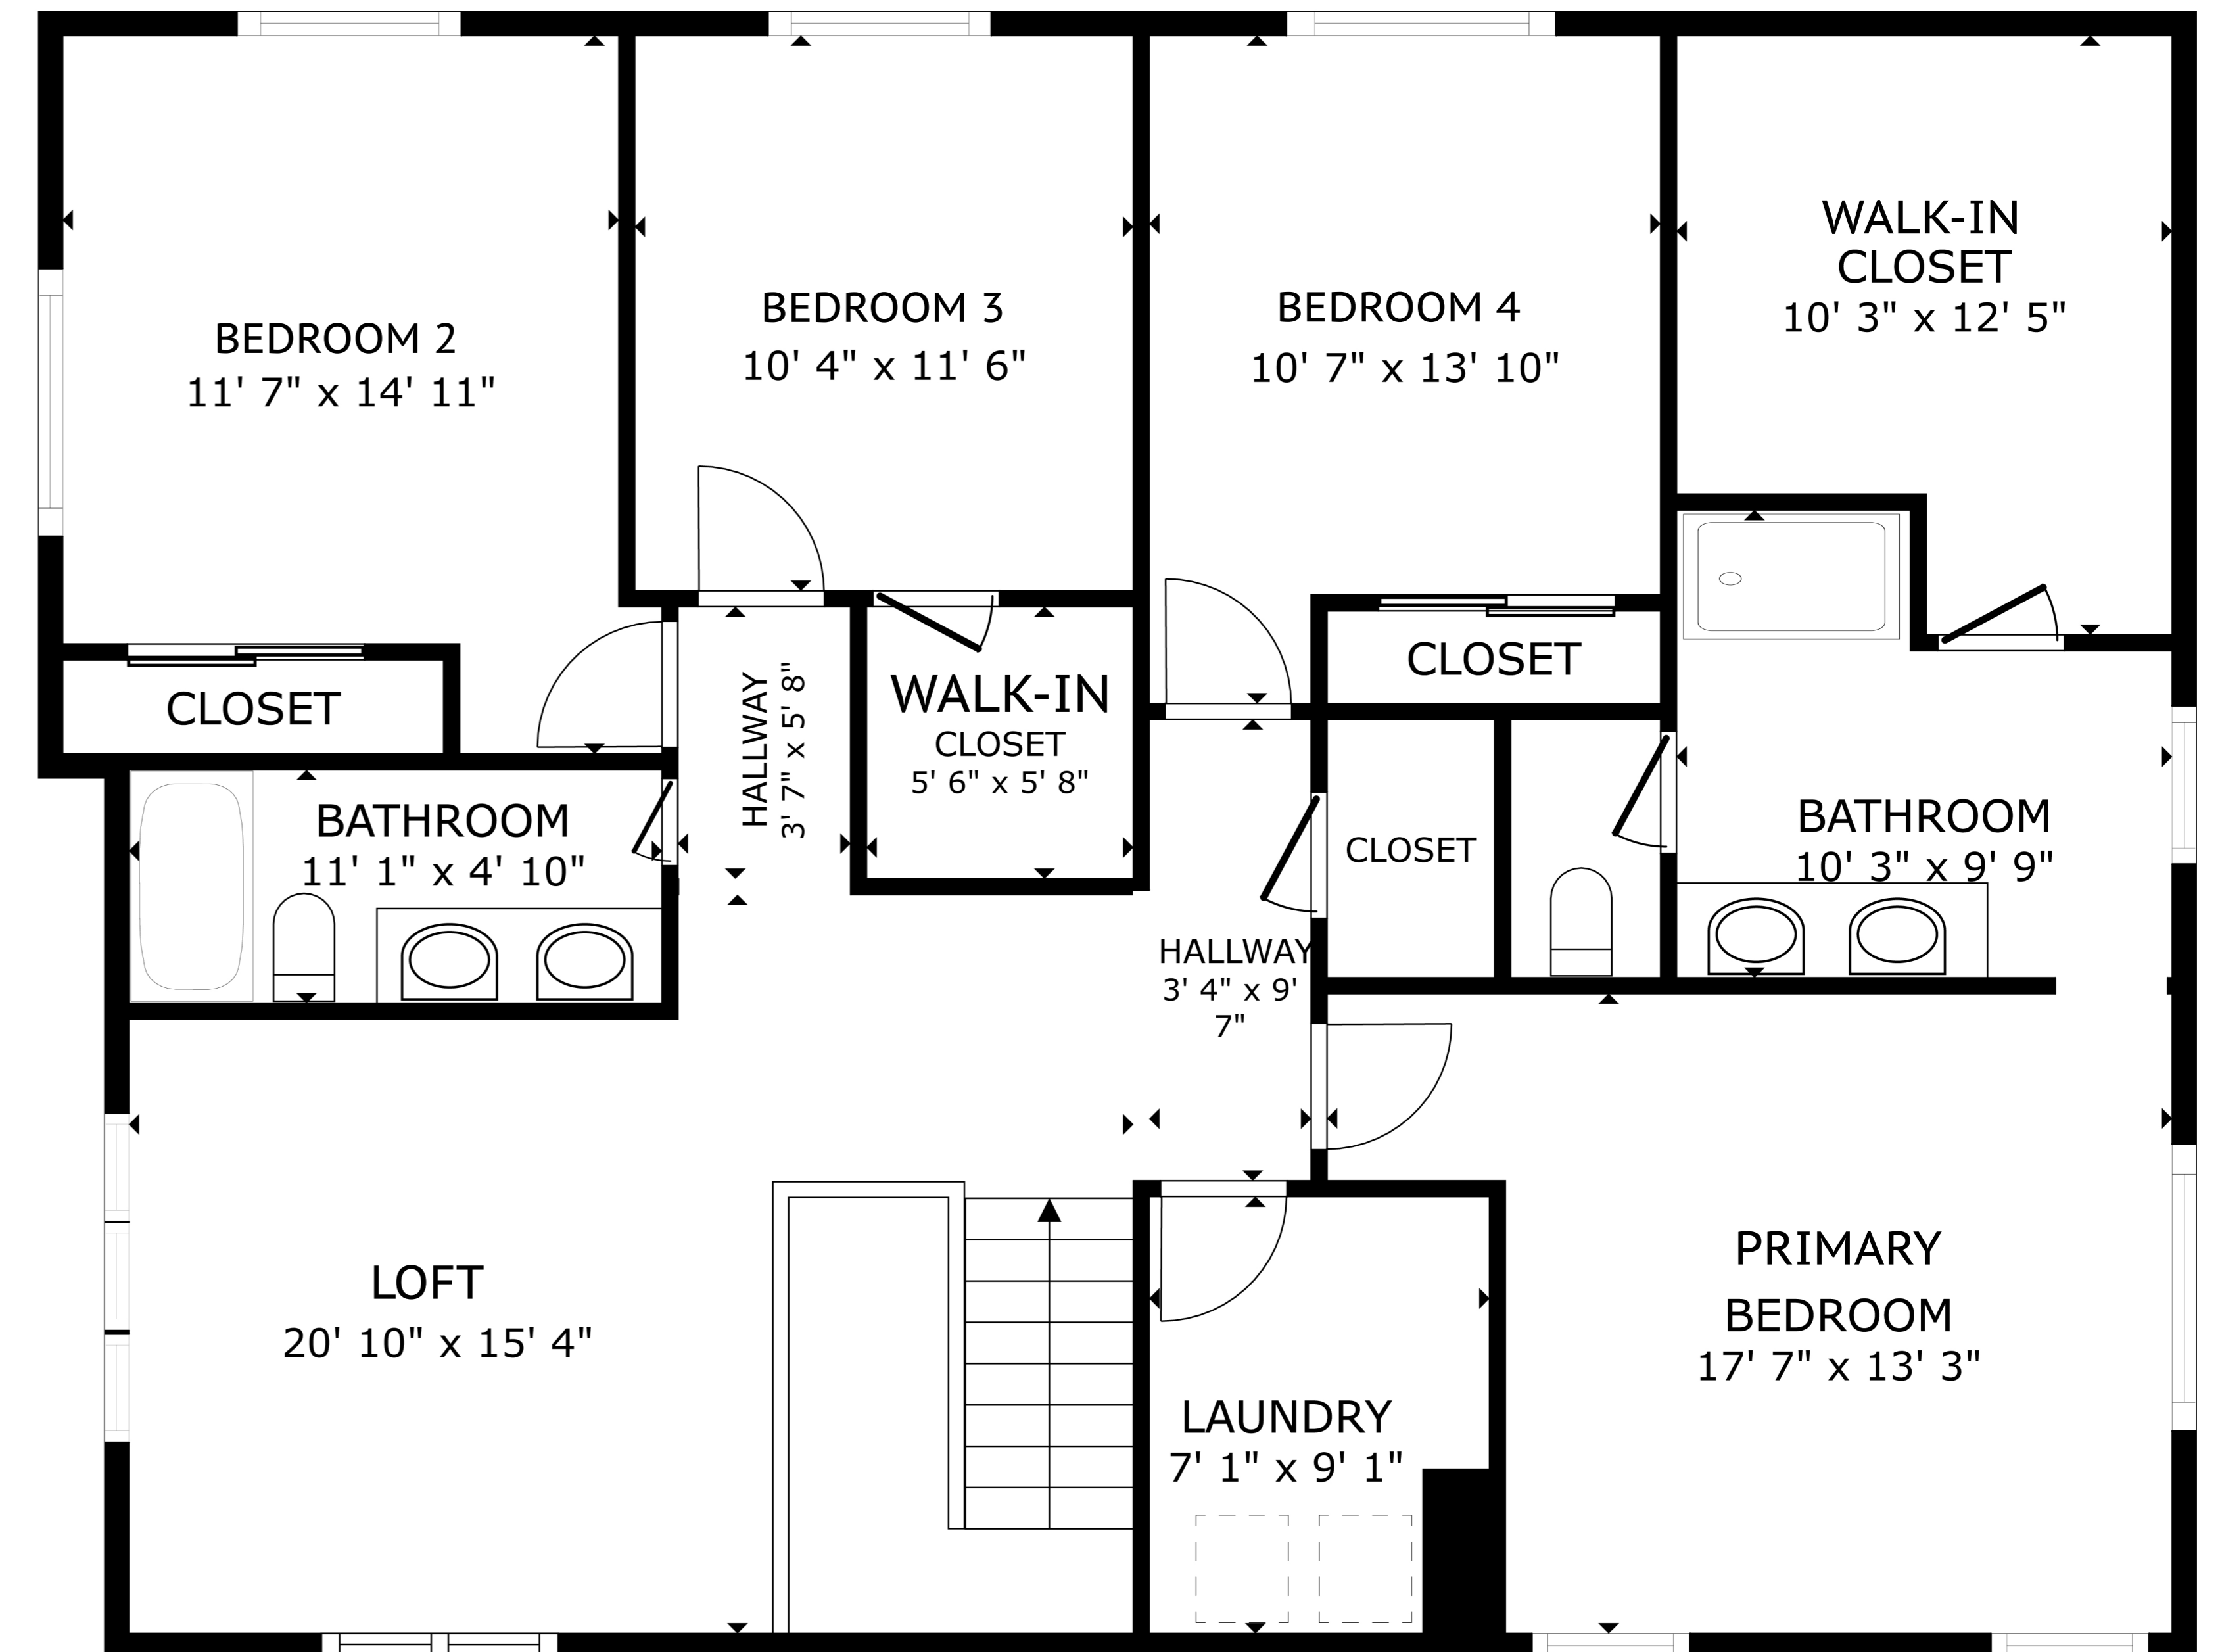 BEDROOM 2
11' 7" x 14' 11"
BEDROOM 3
10' 4" x 11' 6"
BEDROOM 4
10' 7" x 13' 10"
WALK-IN
CLOSET
10' 3" x 12' 5"
CLOSET
HALLWAY
3' 7" x 5' 8"
WALK-IN
CLOSET
5' 6" x 5' 8"
CLOSET
BATHROOM
11' 1" x 4' 10"
CLOSET
BATHROOM
10' 3" x 9' 9"
HALLWAY
3' 4" x 9'
7"
LOFT
20' 10" x 15' 4"
LAUNDRY
7' 1" x 9' 1"
PRIMARY
BEDROOM
17' 7" x 13' 3"